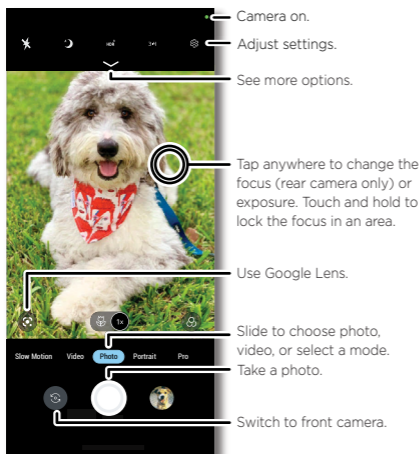 Camera on.
Adjust settings.
See more options.
Tap anywhere to change the
focus (rear camera only) or
exposure. Touch and hold to
lock the focus in an area.
Use Google Lens.
1x
Slide to choose photo,
video, or select a mode.
Slow Motion Video Photo Portrait Pro
Take a photo.
Switch to front camera.